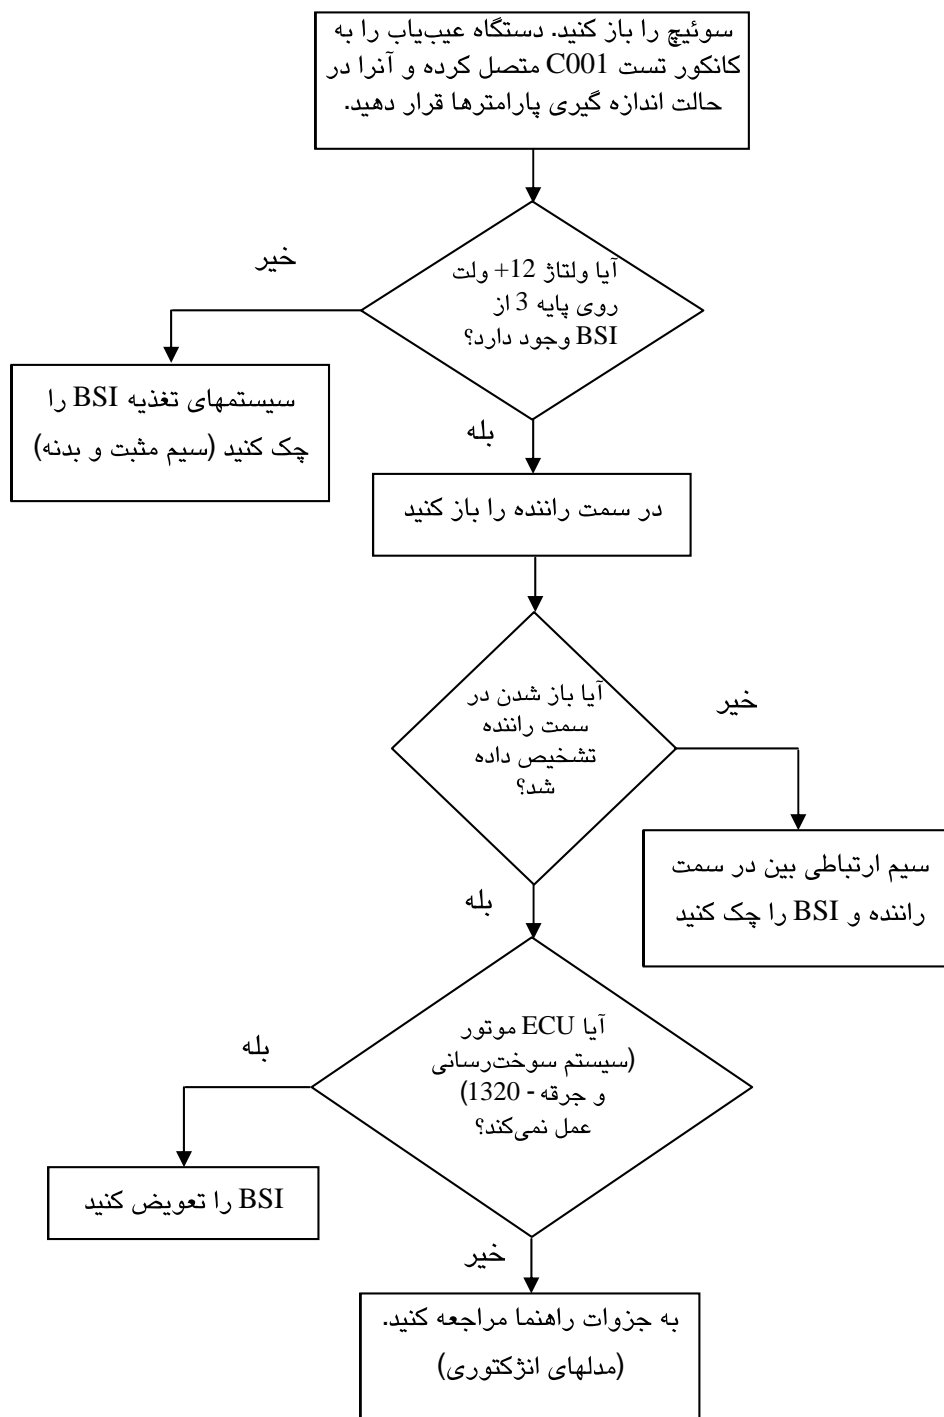 سوئیچ را باز کنید. دستگاه عیب‌یاب را به
کانکور تست C001 متصل کرده و آنرا در
حالت اندازه گیری پارامترها قرار دهید.
خیر
آیا ولتاژ 12+ ولت
روی پایه 3 از
BSI وجود دارد؟
سیستمهای تغذیه BSI را
چک کنید (سیم مثبت و بدنه)
بله
در سمت راننده را باز کنید
آیا باز شدن در
سمت راننده
تشخیص داده
شد؟
خیر
سیم ارتباطی بین در سمت
راننده و BSI را چک کنید
بله
آیا ECU موتور
(سیستم سوخت‌رسانی
و جرقه - 1320)
عمل نمی‌کند؟
بله
BSI را تعویض کنید
خیر
به جزوات راهنما مراجعه کنید.
(مدلهای انژکتوری)